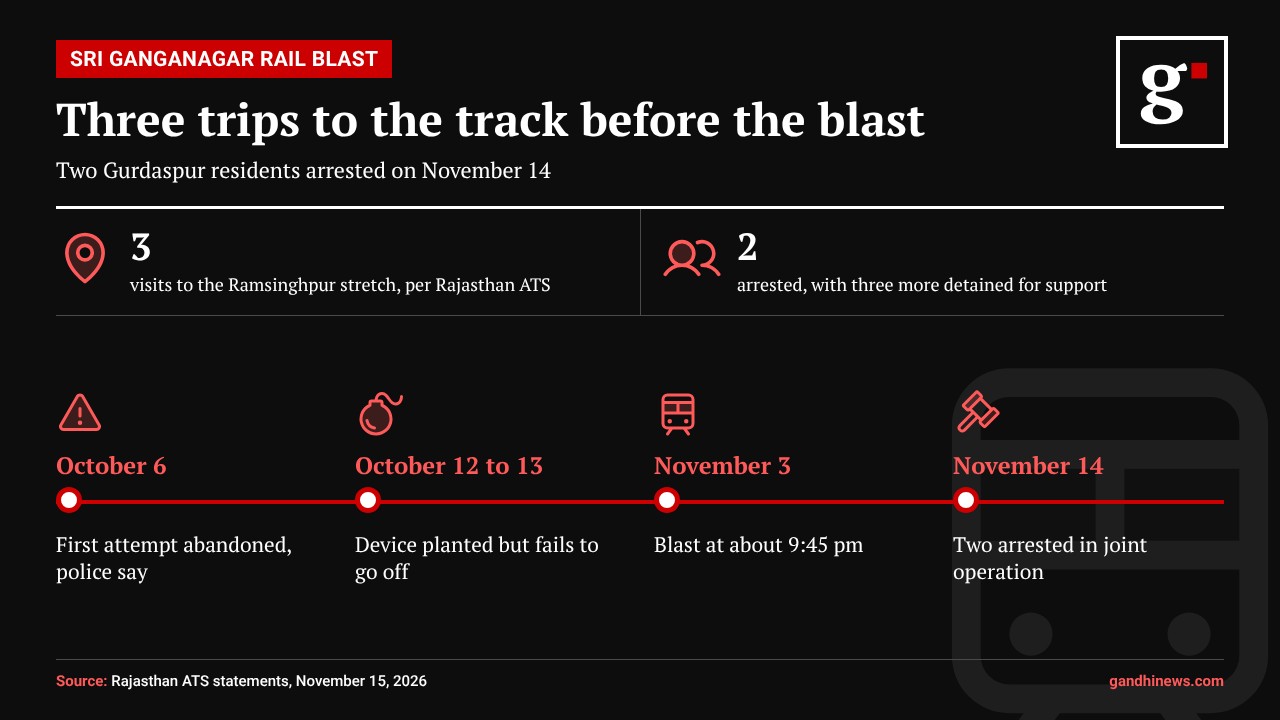 SRI GANGANAGAR RAIL BLAST
g
Three trips to the track before the blast
Two Gurdaspur residents arrested on November 14
3
visits to the Ramsinghpur stretch, per Rajasthan ATS
2
arrested, with three more detained for support
October 6
First attempt abandoned,
police say
October 12 to 13
Device planted but fails to
go off
November 3
Blast at about 9:45 pm
November 14
Two arrested in joint
operation
Source: Rajasthan ATS statements, November 15, 2026
gandhinews.com